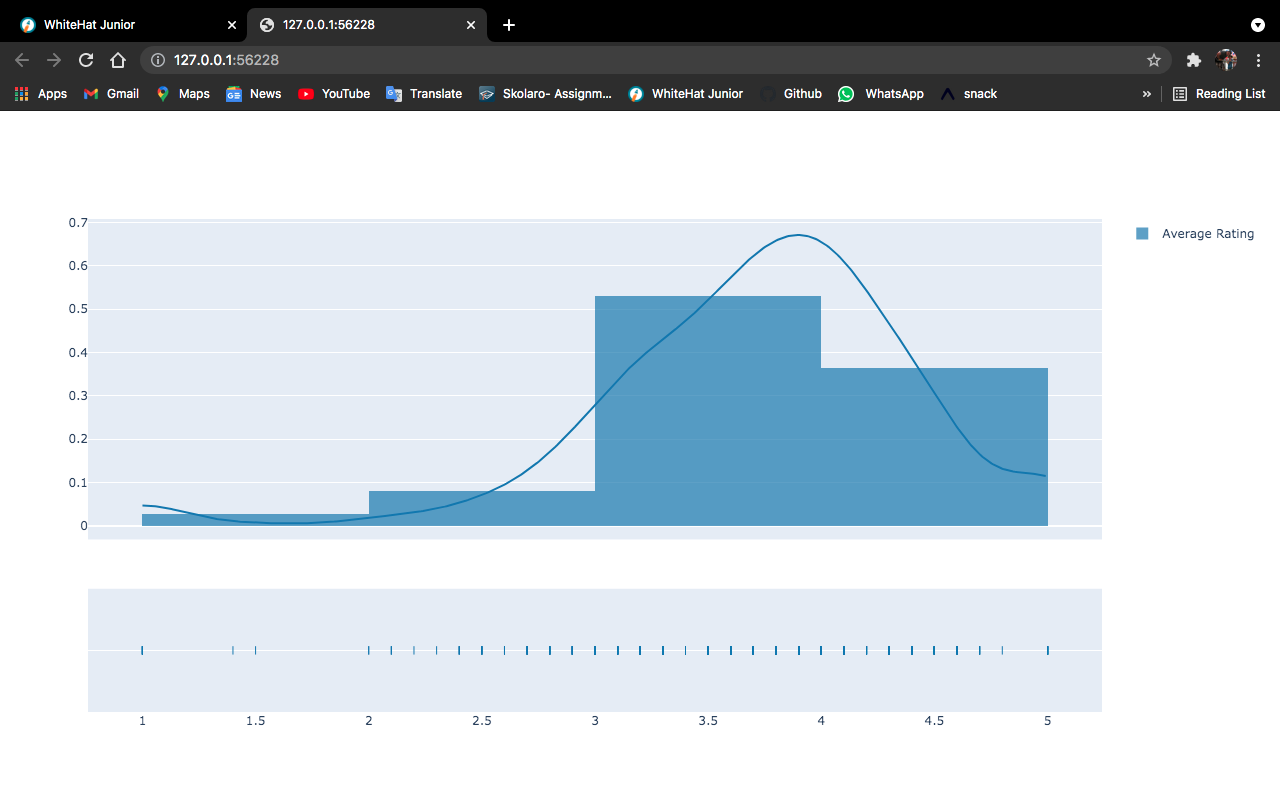 WhiteHat Junior 127.0.0.1:56228
127.0.0.1:56228
Apps Gmail Maps News YouTube Translate Skolaro- Assignm... WhiteHat Junior Github WhatsApp snack » Reading List
0.7
0.6
0.5
0.4
0.3
0.2
0.1
0
Average Rating
1 1.5 2 2.5 3 3.5 4 4.5 5